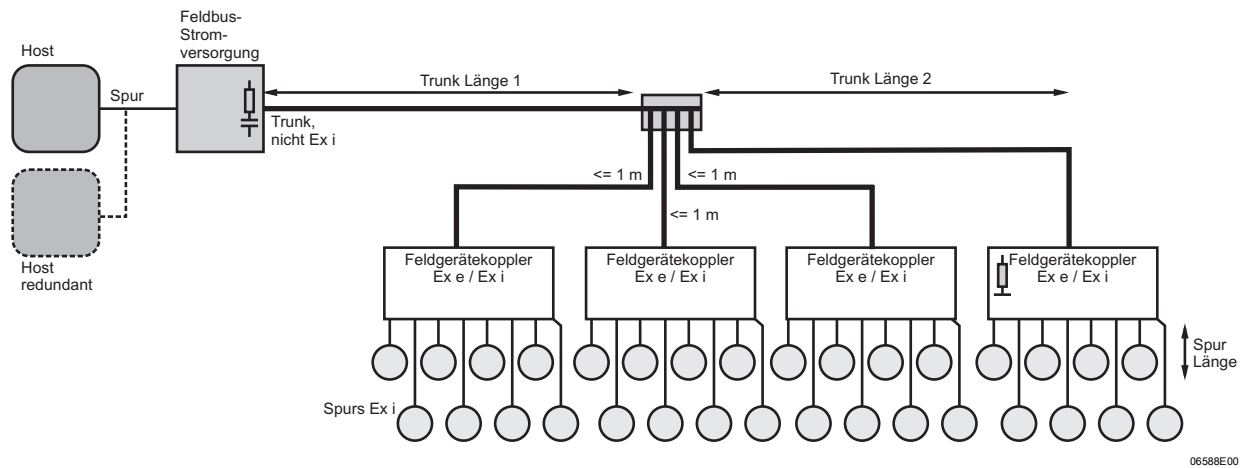 Host
Feldbus-
Strom-
versorgung
Spur
Trunk Länge 1
Trunk Länge 2
Trunk,
nicht Ex i
<= 1 m
<= 1 m
<= 1 m
Host
redundant
Feldgerätekoppler
Ex e / Ex i
Feldgerätekoppler
Ex e / Ex i
Feldgerätekoppler
Ex e / Ex i
Feldgerätekoppler
Ex e / Ex i
Spur
Länge
Spurs Ex i
06588E00